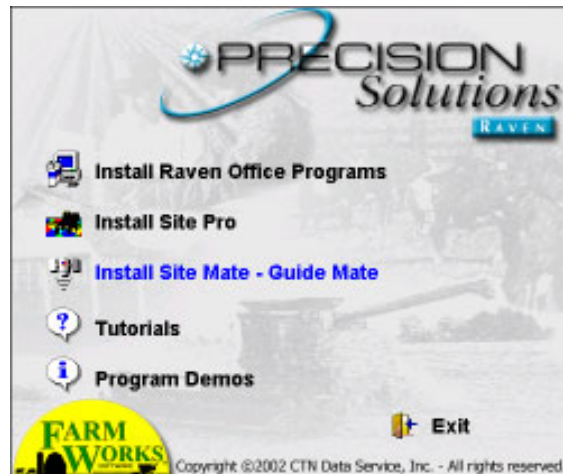 PRECISION
Solutions
RAVEN
Install Raven Office Programs
Install Site Pro
Install Site Mate - Guide Mate
Tutorials
Program Demos
Exit
FARM
WORKS
SOFTWARE
Copyright ©2002 CTN Data Service, Inc. - All rights reserved